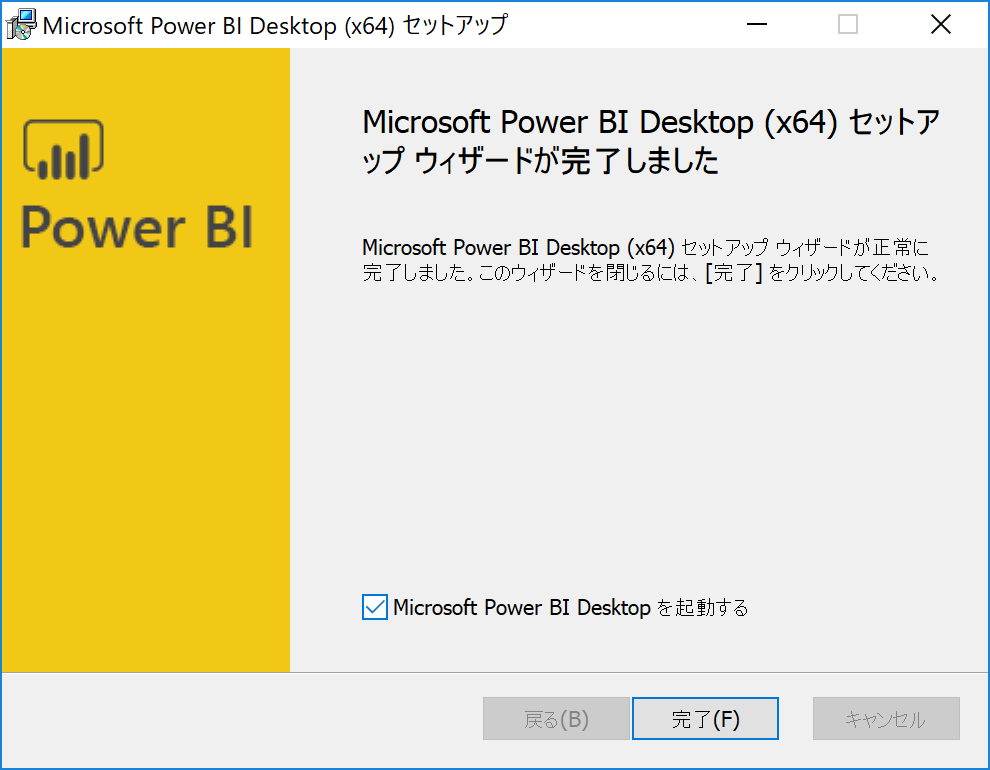 Microsoft Power BI Desktop (x64) セットアップ
Power BI
Microsoft Power BI Desktop (x64) セットア
ップ ウィザードが完了しました
Microsoft Power BI Desktop (x64) セットアップ ウィザードが正常に
完了しました。このウィザードを閉じるには、[完了] をクリックしてください。
Microsoft Power BI Desktop を起動する
戻る(B)
完了(F)
キャンセル